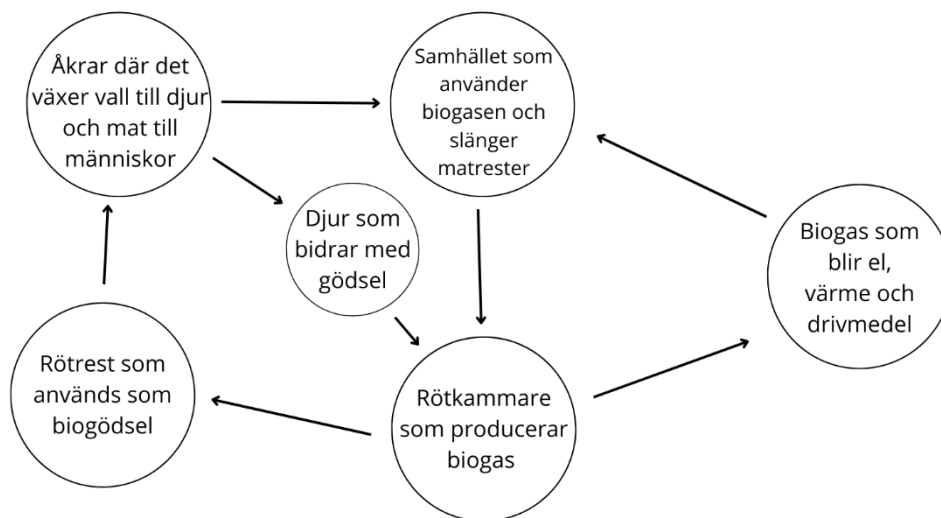 Åkrar där det
växer vall till djur
och mat till
människor
Samhället som
använder
biogasen och
slänger
matrester
Djur som
bidrar med
gödsel
Biogas som
blir el,
värme och
drivmedel
Rötrest som
används som
biogödsel
Rötkammare
som producerar
biogas